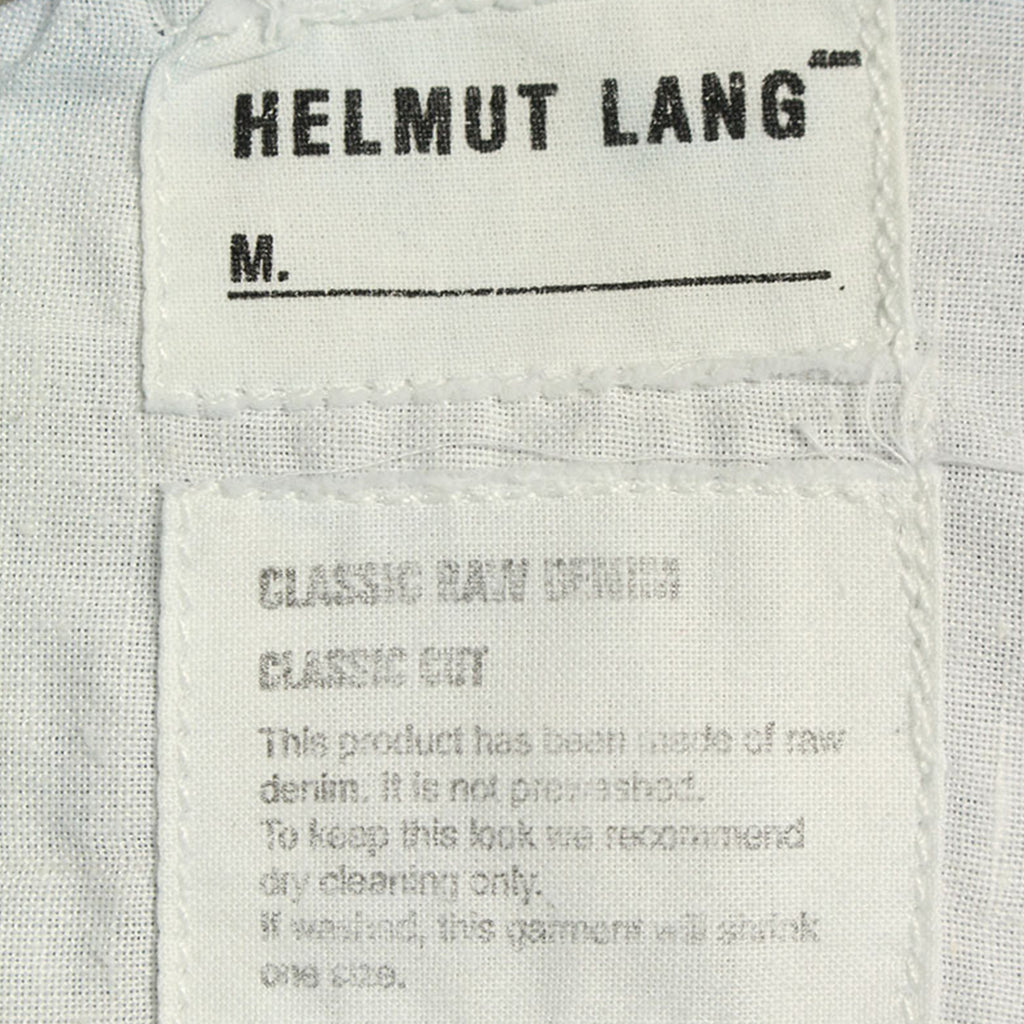 HELMUT LANG JEANS
M.
CLASSIC RAW DENIM
CLASSIC CUT
This product has been made of raw
denim. It is not prewashed.
To keep this look we recommend
dry cleaning only.
If washed, this garment will shrink
one size.